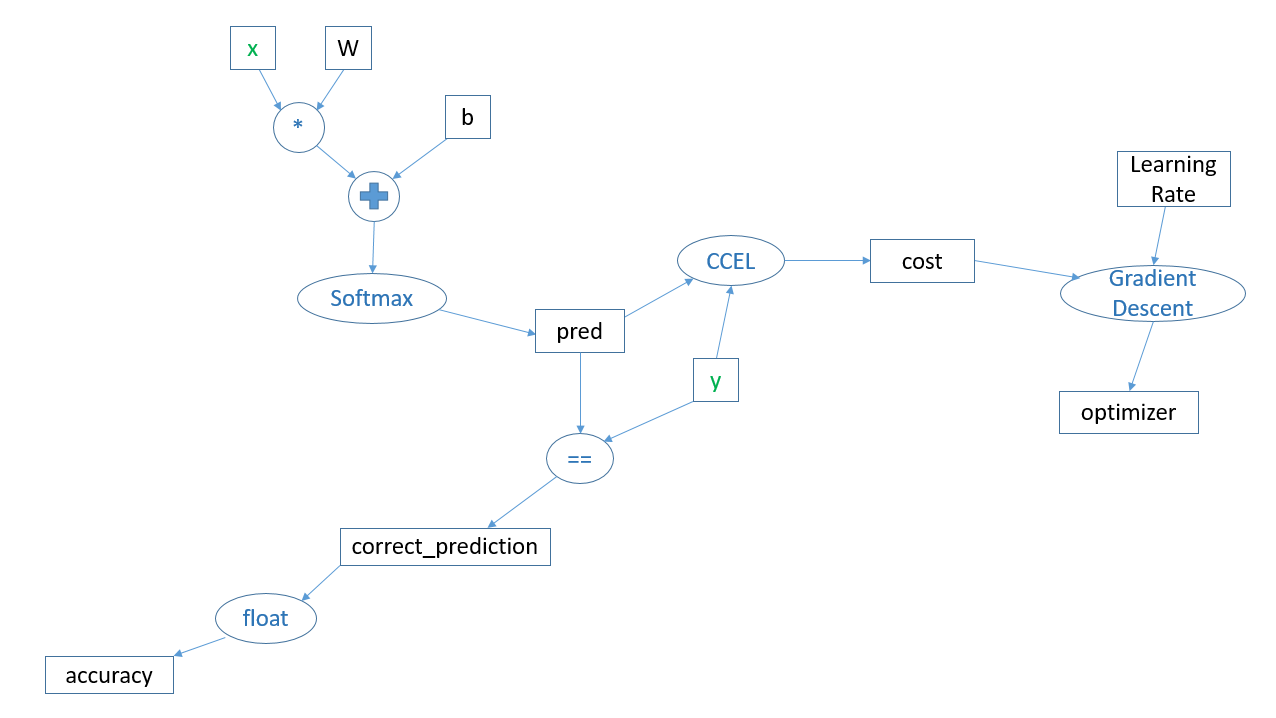 x
W
*
b
Learning
Rate
CCEL
cost
Gradient
Descent
Softmax
pred
y
optimizer
==
correct_prediction
float
accuracy